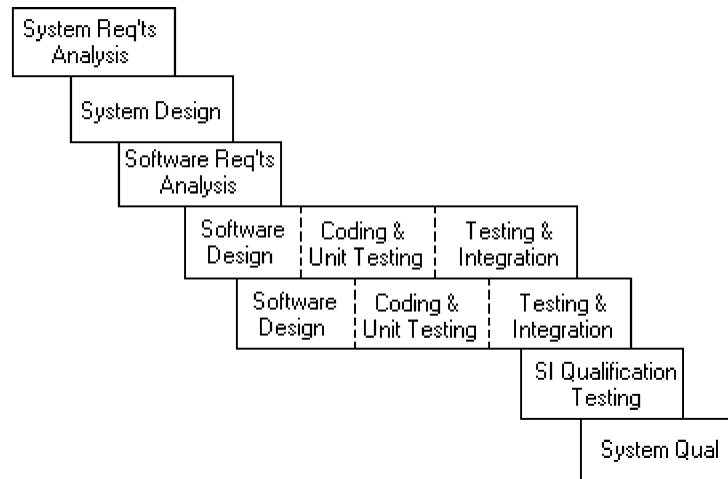 System Req'ts
Analysis
System Design
Software Req'ts
Analysis
Software
Design
Coding &
Unit Testing
Testing &
Integration
Software
Design
Coding &
Unit Testing
Testing &
Integration
SI Qualification
Testing
System Qual